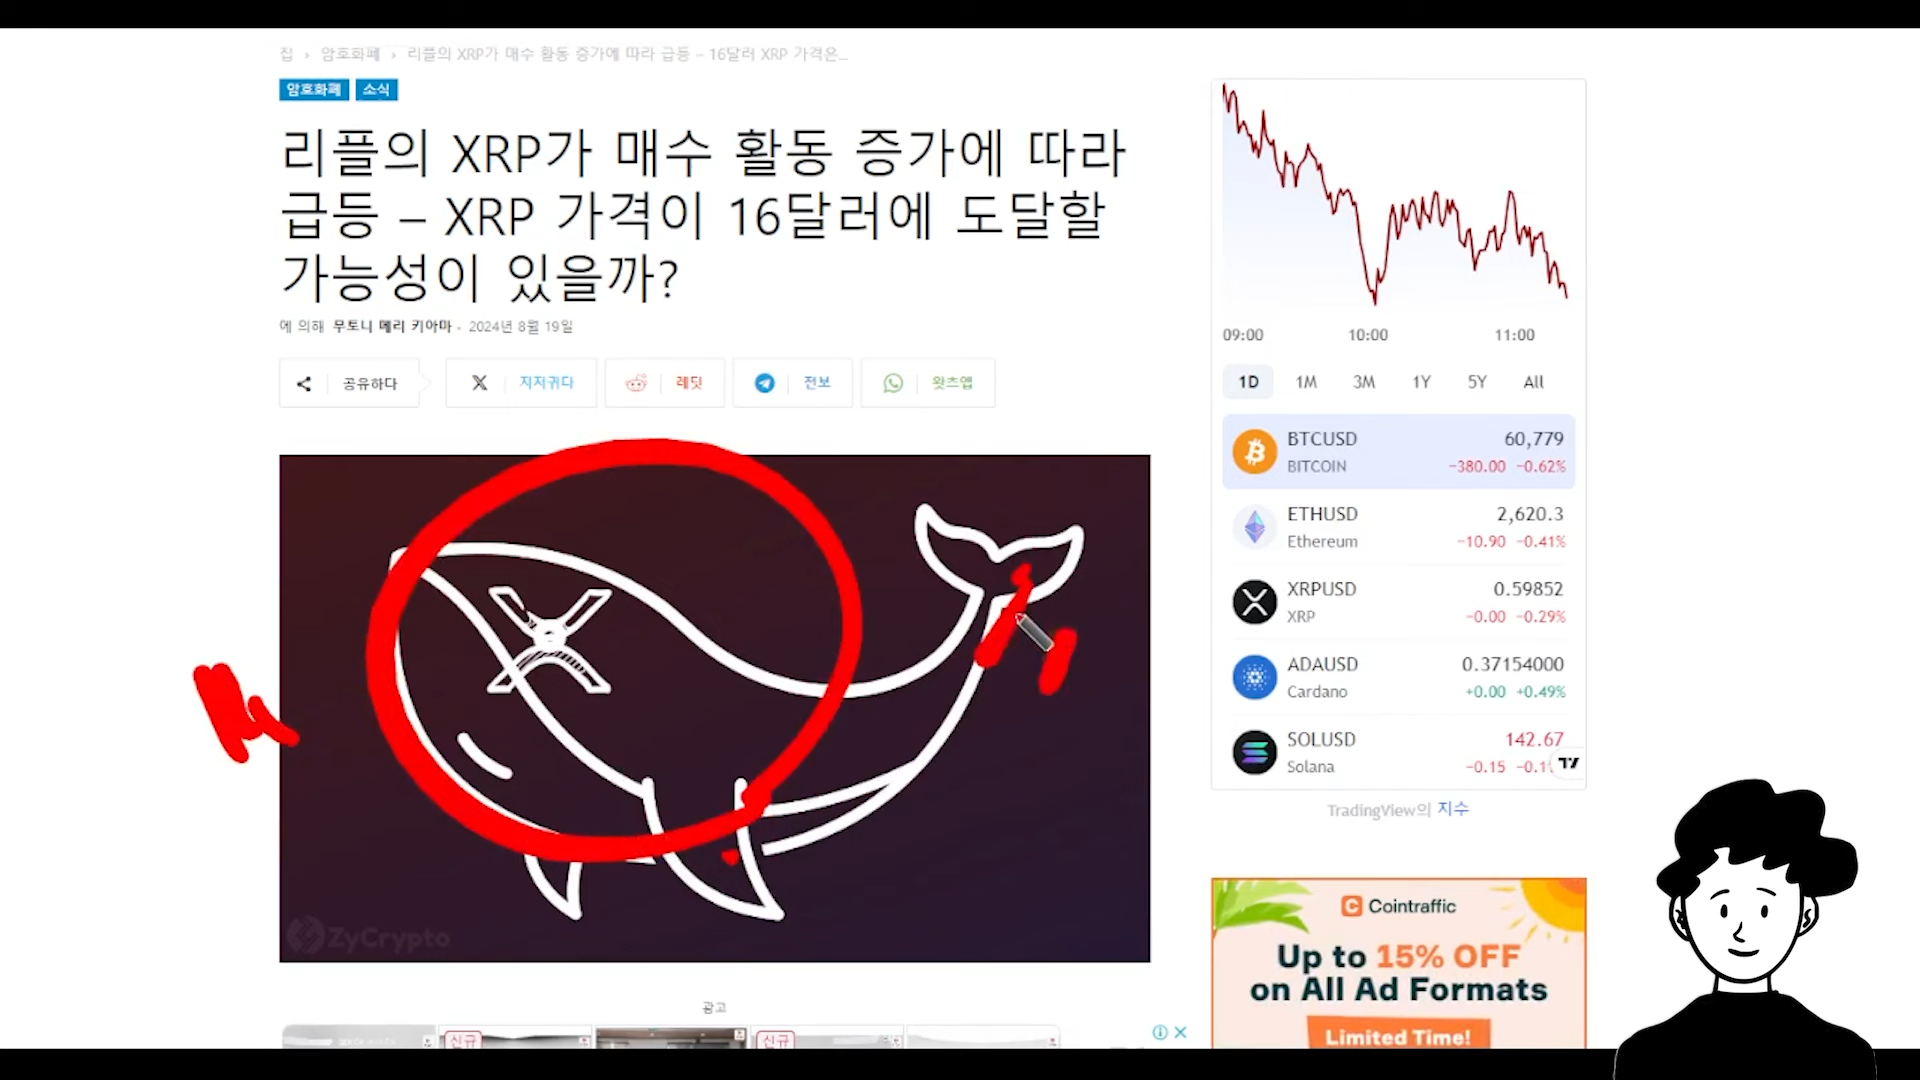 집 › 암호화폐 › 리플의 XRP가 매수 활동 증가에 따라 급등 – 16달러 XRP 가격은...
암호화폐 소식
리플의 XRP가 매수 활동 증가에 따라
급등 – XRP 가격이 16달러에 도달할
가능성이 있을까?
에 의해 무토니 메리 키아마 - 2024년 8월 19일
공유하다 지저귀다 레딧 전보 왓츠앱
ZyCrypto
광고
신규 신규
09:00 10:00 11:00
1D 1M 3M 1Y 5Y All
BTCUSD 60,779
BITCOIN −380.00 −0.62%
ETHUSD 2,620.3
Ethereum −10.90 −0.41%
XRPUSD 0.59852
XRP −0.00 −0.29%
ADAUSD 0.37154000
Cardano +0.00 +0.49%
SOLUSD 142.67
Solana −0.15
TradingView의 지수
Cointraffic
Up to 15% OFF
on All Ad Formats
Limited Time!